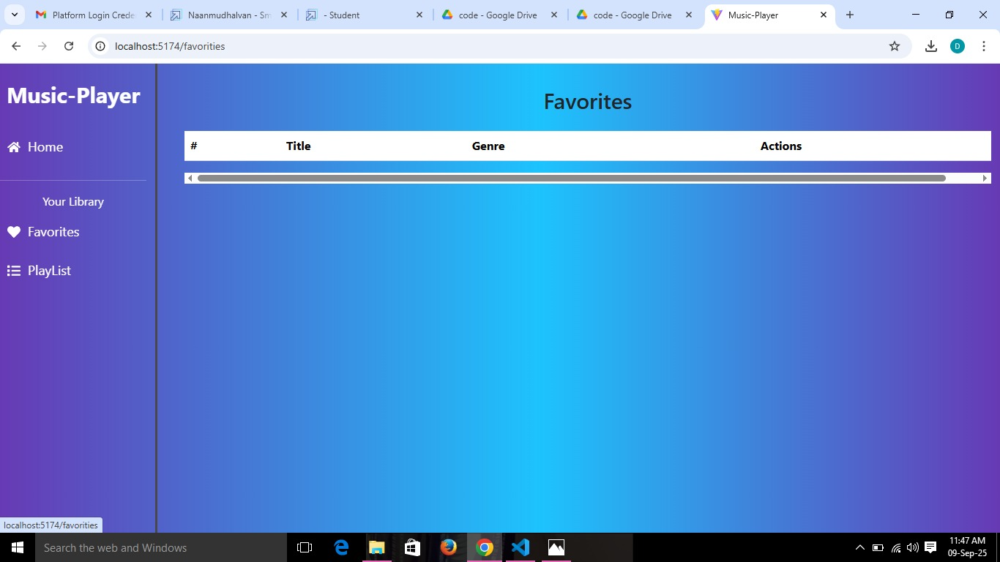 Platform Login Crede
Naanmudhalvan - Sm
- Student
code - Google Drive
code - Google Drive
Music-Player
localhost:5174/favorities
D
Music-Player
Home
Your Library
Favorites
PlayList
Favorites
# Title Genre Actions
localhost:5174/favorities
Search the web and Windows
11:47 AM
09-Sep-25